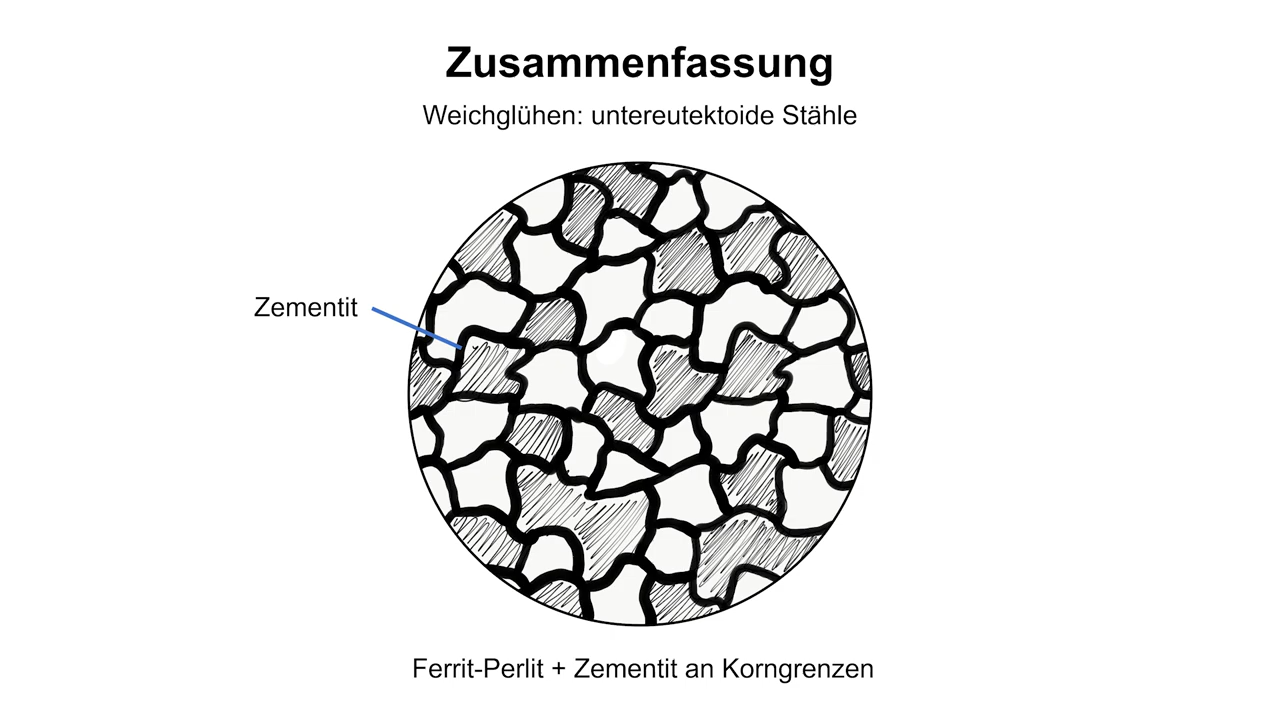 Zusammenfassung
Weichglühen: untereutektoide Stähle
Zementit
Ferrit-Perlit + Zementit an Korngrenzen